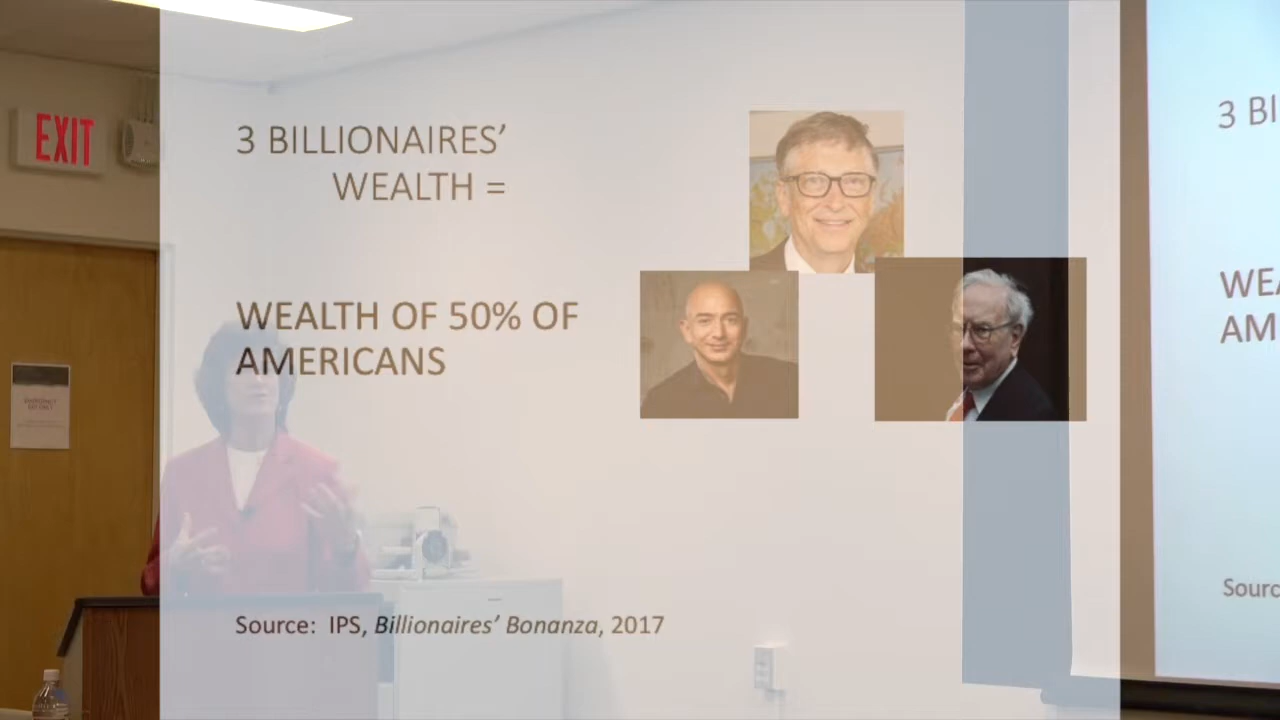 EXIT
3 BILLIONAIRES’
WEALTH =
WEALTH OF 50% OF
AMERICANS
Source: IPS, Billionaires’ Bonanza, 2017
3 BI
WEA
AM
Sourc